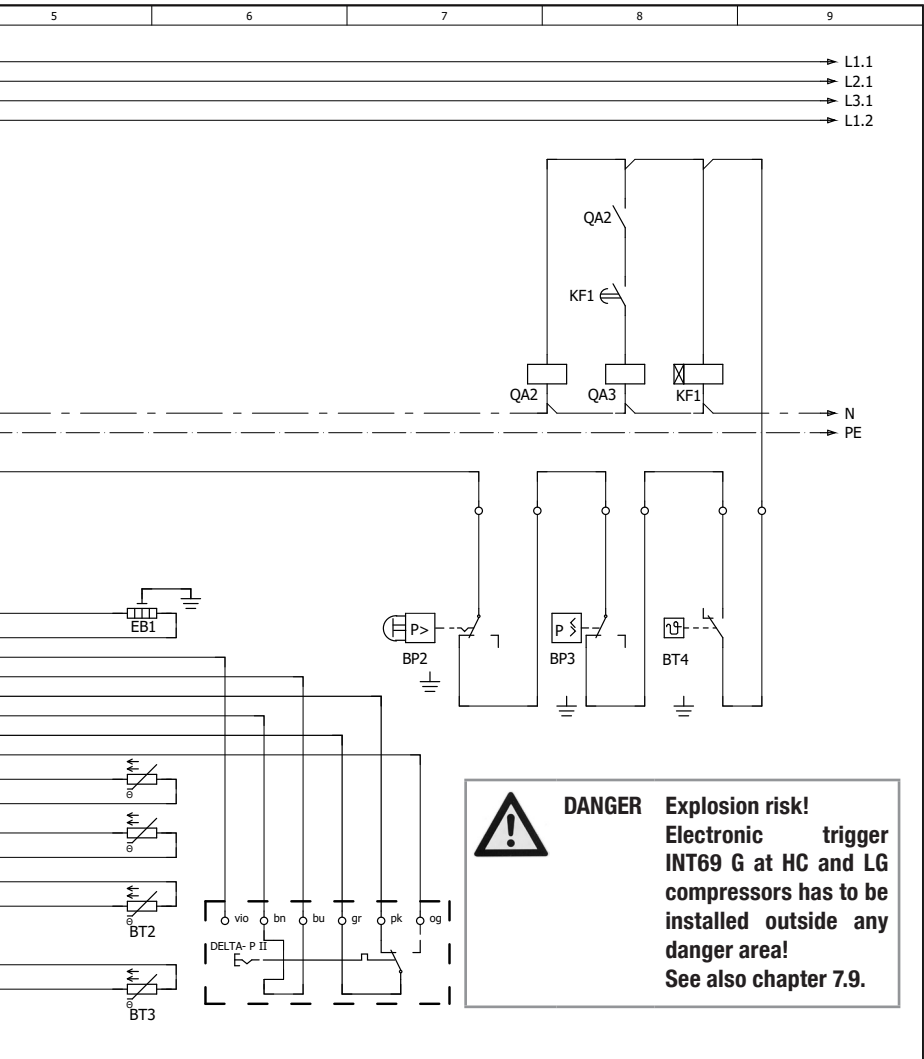 5 6 7 8 9
L1.1
L2.1
L3.1
L1.2
QA2
KF1
QA2 QA3 KF1
N
PE
EB1
P> P ϑ
BP2 BP3 BT4
Θ
Θ
Θ
BT2
vio bn bu gr pk og
DELTA- P II
Θ
BT3
DANGER Explosion risk!
Electronic trigger
INT69 G at HC and LG
compressors has to be
installed outside any
danger area!
See also chapter 7.9.